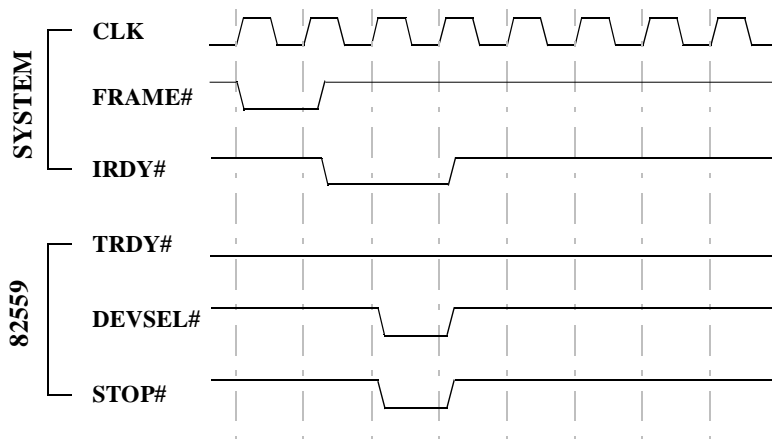 SYSTEM
CLK
FRAME#
IRDY#
82559
TRDY#
DEVSEL#
STOP#